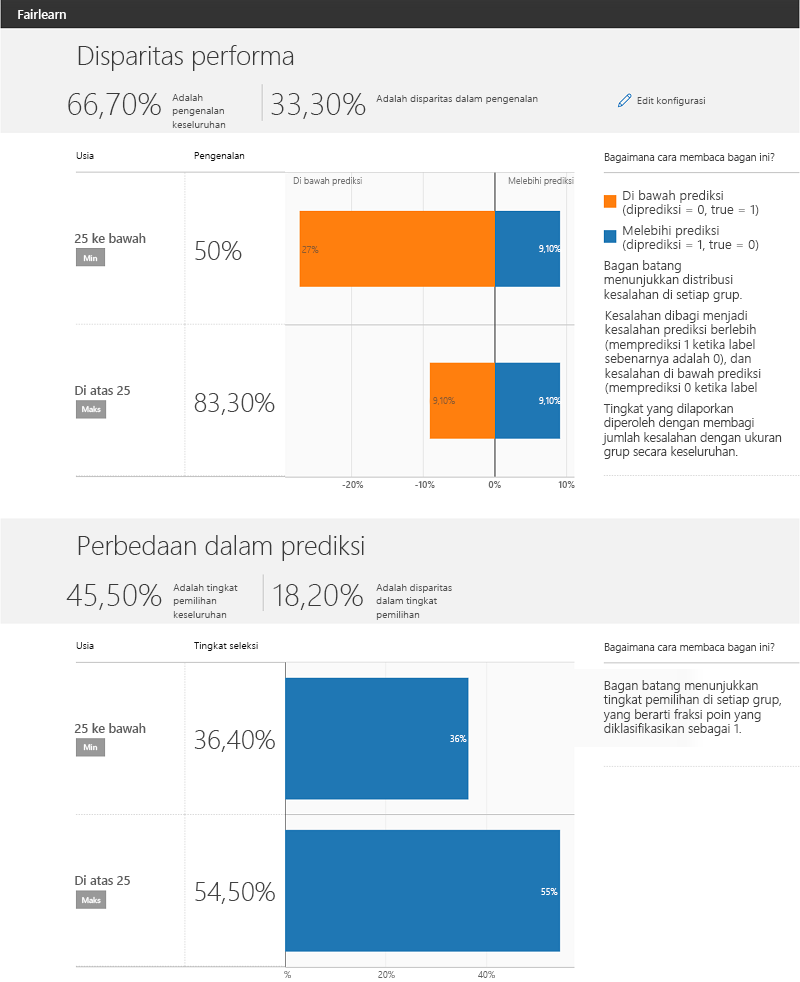 Fairlearn
Disparitas performa
66,70%
Adalah
pengenalan
keseluruhan
33,30%
Adalah disparitas dalam pengenalan
Edit konfigurasi
Usia
Pengenalan
Bagaimana cara membaca bagan ini?
Di bawah prediksi
Melebihi prediksi
25 ke bawah
Min
50%
27%
9,10%
Di atas 25
Maks
83,30%
9,10%
9,10%
-20%
-10%
0%
10%
Di bawah prediksi
(diprediksi = 0, true = 1)
Melebihi prediksi
(diprediksi = 1, true = 0)
Bagan batang
menunjukkan distribusi
kesalahan di setiap grup.
Kesalahan dibagi menjadi
kesalahan prediksi berlebih
(memprediksi 1 ketika label
sebenarnya adalah 0), dan
kesalahan di bawah prediksi
(memprediksi 0 ketika label
Tingkat yang dilaporkan
diperoleh dengan membagi
jumlah kesalahan dengan ukuran
grup secara keseluruhan.
Perbedaan dalam prediksi
45,50%
Adalah tingkat
pemilihan
keseluruhan
18,20%
Adalah disparitas
dalam tingkat
pemilihan
Usia
Tingkat seleksi
Bagaimana cara membaca bagan ini?
25 ke bawah
Min
36,40%
36%
Di atas 25
Maks
54,50%
55%
%
20%
40%
Bagan batang menunjukkan
tingkat pemilihan di setiap grup,
yang berarti fraksi poin yang
diklasifikasikan sebagai 1.